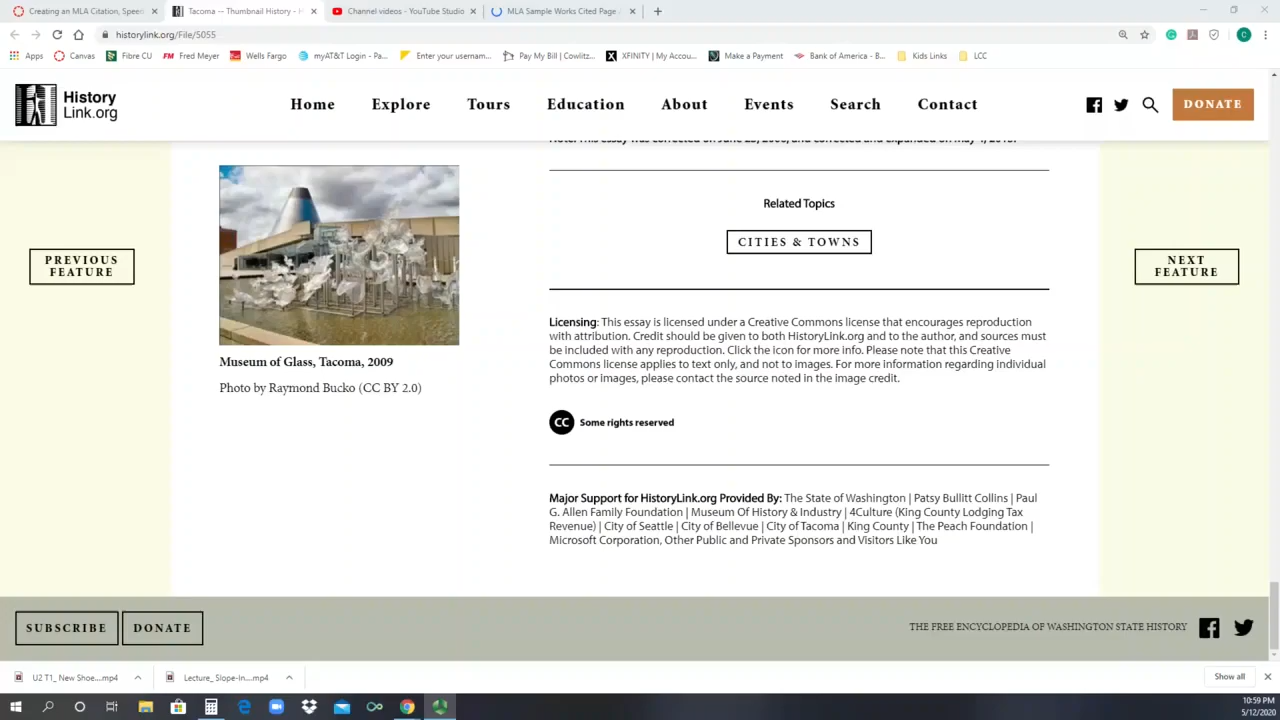 Creating an MLA Citation, Speed
Tacoma -- Thumbnail History - H
Channel videos - YouTube Studio
MLA Sample Works Cited Page
historylink.org/File/5055
Apps
Canvas
Fibre CU
FM Fred Meyer
Wells Fargo
myAT&T Login - Pa...
Enter your usernam...
Pay My Bill | Cowlitz...
XFINITY | My Accou...
Make a Payment
Bank of America - B...
Kids Links
LCC
History
Link.org
Home
Explore
Tours
Education
About
Events
Search
Contact
DONATE
PREVIOUS
FEATURE
Museum of Glass, Tacoma, 2009
Photo by Raymond Bucko (CC BY 2.0)
Related Topics
CITIES & TOWNS
Licensing: This essay is licensed under a Creative Commons license that encourages reproduction
with attribution. Credit should be given to both HistoryLink.org and to the author, and sources must
be included with any reproduction. Click the icon for more info. Please note that this Creative
Commons license applies to text only, and not to images. For more information regarding individual
photos or images, please contact the source noted in the image credit.
CC Some rights reserved
Major Support for HistoryLink.org Provided By: The State of Washington | Patsy Bullitt Collins | Paul
G. Allen Family Foundation | Museum Of History & Industry | 4Culture (King County Lodging Tax
Revenue) | City of Seattle | City of Bellevue | City of Tacoma | King County | The Peach Foundation |
Microsoft Corporation, Other Public and Private Sponsors and Visitors Like You
NEXT
FEATURE
SUBSCRIBE
DONATE
THE FREE ENCYCLOPEDIA OF WASHINGTON STATE HISTORY
U2 T1_ New Shoe....mp4
Lecture_ Slope-In....mp4
Show all
10:59 PM
5/12/2020